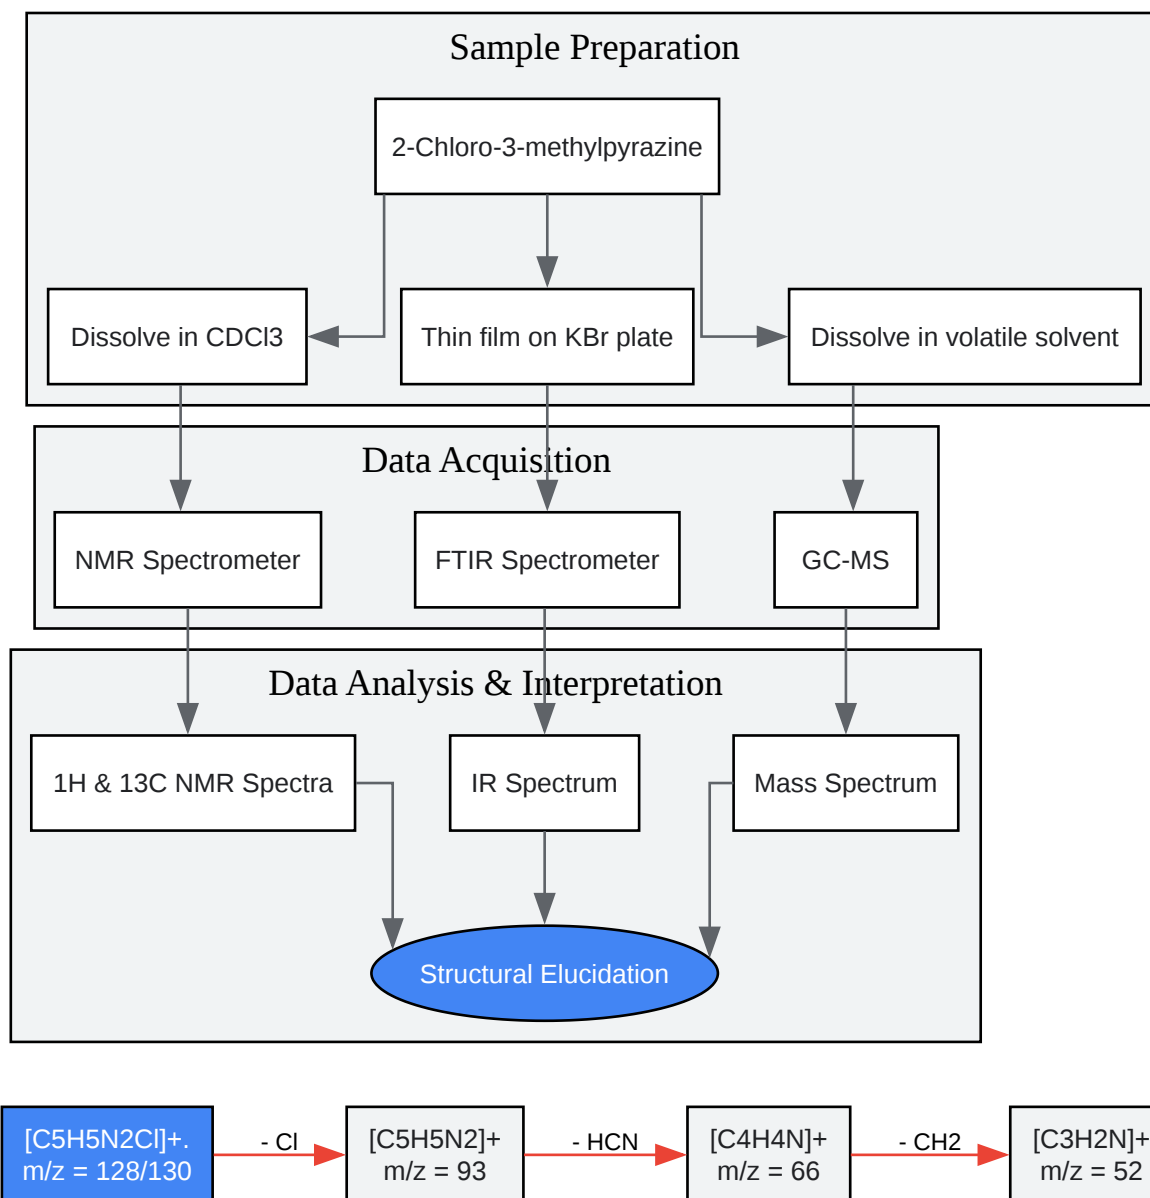 Sample Preparation
2-Chloro-3-methylpyrazine
Dissolve in CDCl3
Thin film on KBr plate
Dissolve in volatile solvent
Data Acquisition
NMR Spectrometer
FTIR Spectrometer
GC-MS
Data Analysis & Interpretation
1H & 13C NMR Spectra
IR Spectrum
Mass Spectrum
Structural Elucidation
[C5H5N2Cl]+.
m/z = 128/130
- Cl
[C5H5N2]+
m/z = 93
- HCN
[C4H4N]+
m/z = 66
- CH2
[C3H2N]+
m/z = 52